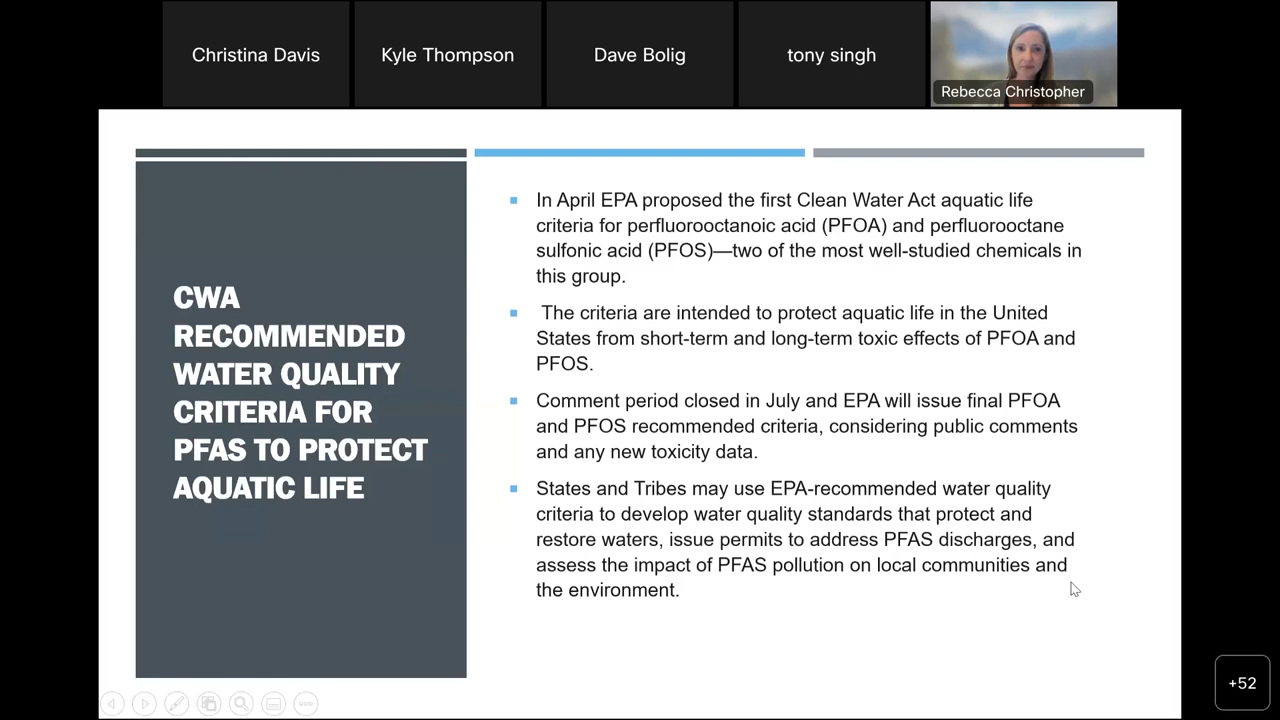 Christina Davis
Kyle Thompson
Dave Bolig
tony singh
Rebecca Christopher
CWA
RECOMMENDED
WATER QUALITY
CRITERIA FOR
PFAS TO PROTECT
AQUATIC LIFE
In April EPA proposed the first Clean Water Act aquatic life
criteria for perfluorooctanoic acid (PFOA) and perfluorooctane
sulfonic acid (PFOS)—two of the most well-studied chemicals in
this group.
The criteria are intended to protect aquatic life in the United
States from short-term and long-term toxic effects of PFOA and
PFOS.
Comment period closed in July and EPA will issue final PFOA
and PFOS recommended criteria, considering public comments
and any new toxicity data.
States and Tribes may use EPA-recommended water quality
criteria to develop water quality standards that protect and
restore waters, issue permits to address PFAS discharges, and
assess the impact of PFAS pollution on local communities and
the environment.
+52